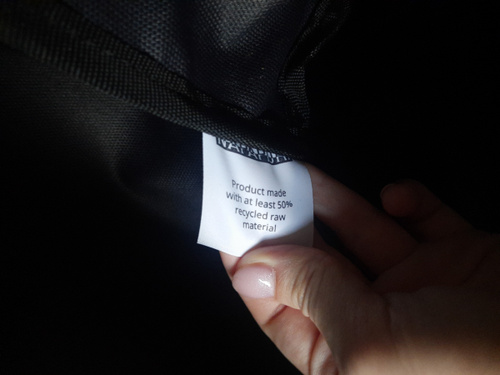 Product made
with at least 50%
recycled raw
material